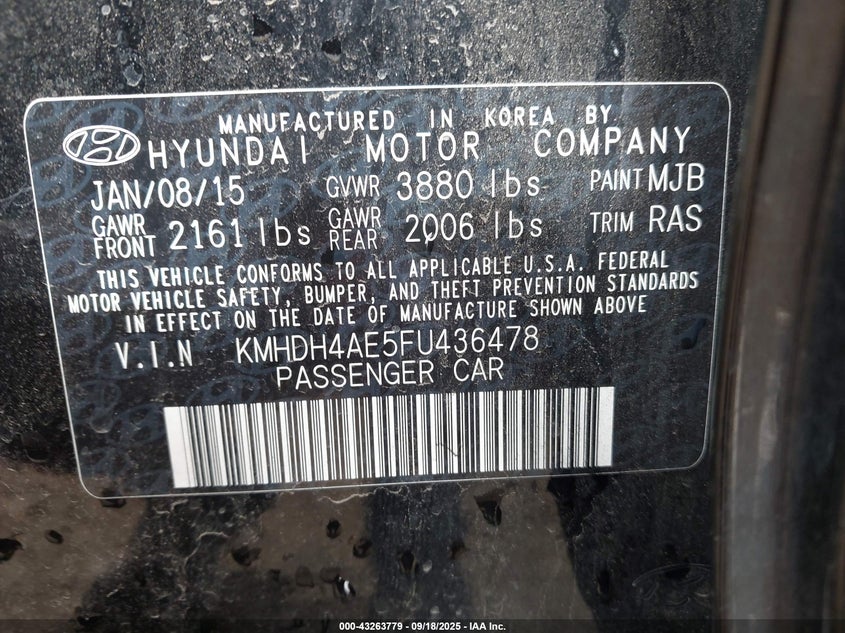 MANUFACTURED IN KOREA BY
HYUNDAI MOTOR COMPANY
JAN/08/15 GVWR 3880 lbs PAINT MJB
GAWR FRONT 2161 lbs GAWR REAR 2006 lbs TRIM RAS
THIS VEHICLE CONFORMS TO ALL APPLICABLE U.S.A. FEDERAL
MOTOR VEHICLE SAFETY, BUMPER, AND THEFT PREVENTION STANDARDS
IN EFFECT ON THE DATE OF MANUFACTURE SHOWN ABOVE
V.I.N KMHDH4AE5FU436478
PASSENGER CAR
000-43263779 - 09/18/2025 - IAA Inc.